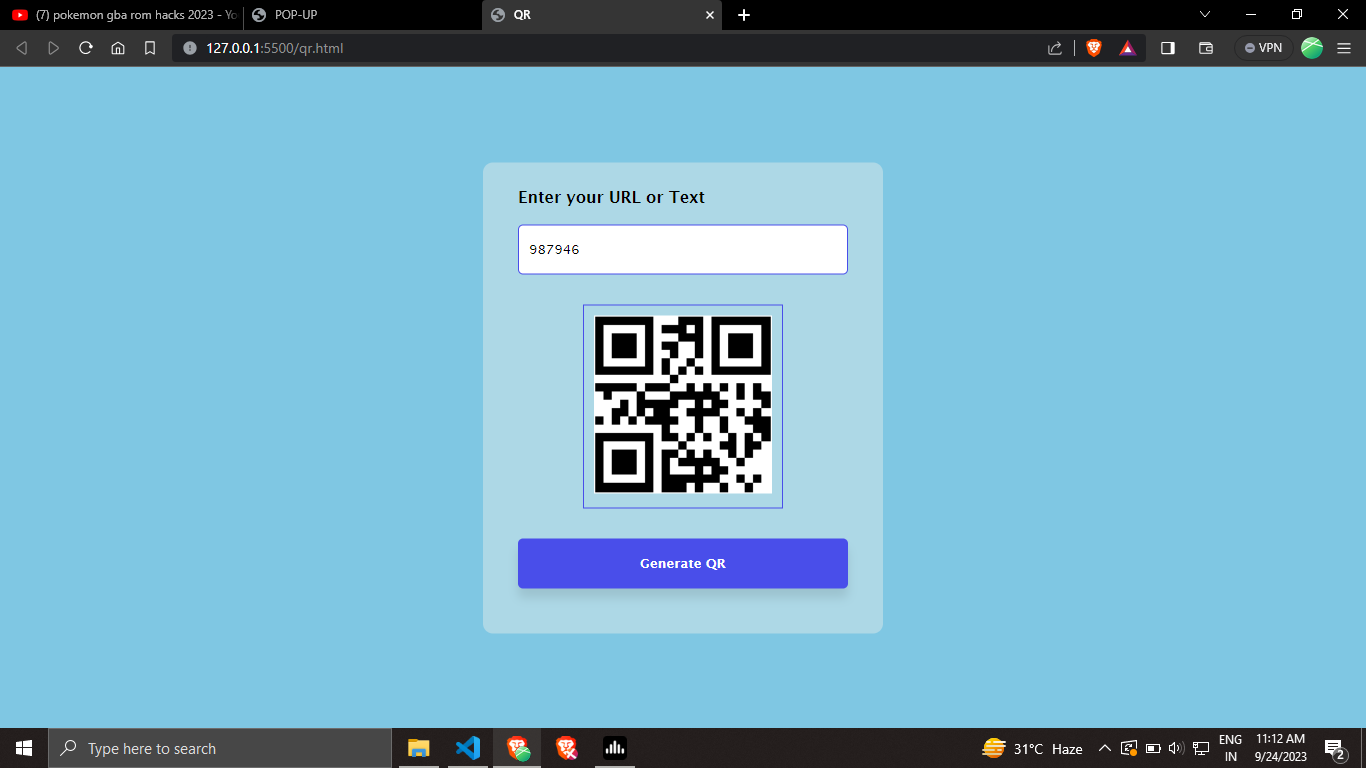 (7) pokemon gba rom hacks 2023 - Yo
POP-UP
QR
127.0.0.1:5500/qr.html
VPN
Enter your URL or Text
987946
Generate QR
Type here to search
31°C Haze
ENG
IN
11:12 AM
9/24/2023
2